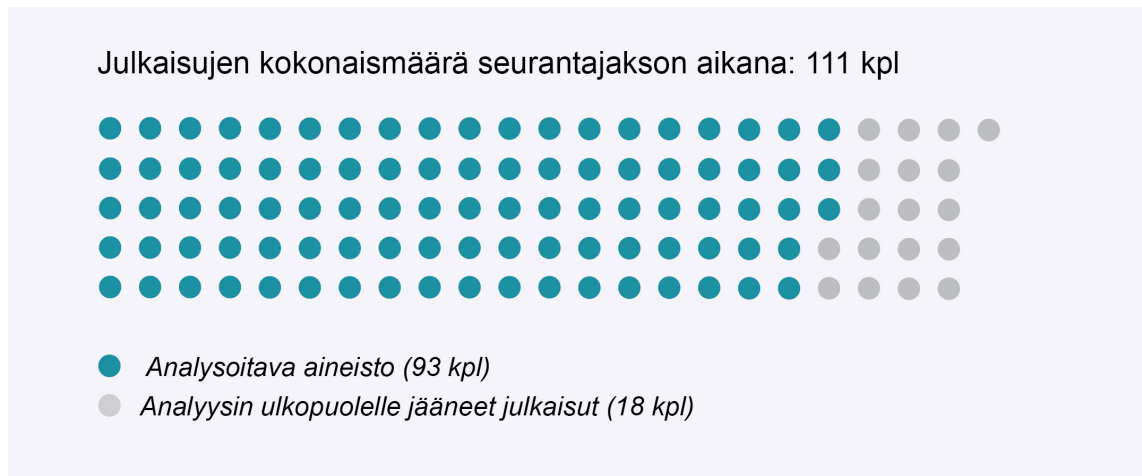 Julkaisujen kokonaismäärä seurantajakson aikana: 111 kpl
Analysoitava aineisto (93 kpl)
Analyysin ulkopuolelle jääneet julkaisut (18 kpl)